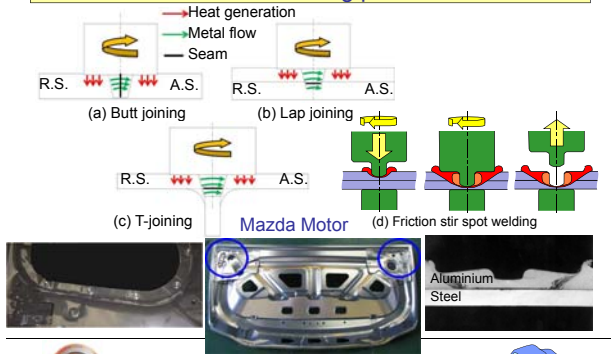 Heat generation
Metal flow
Seam
R.S.
A.S.
R.S.
A.S.
(a) Butt joining
(b) Lap joining
R.S.
A.S.
(c) T-joining
Mazda Motor
(d) Friction stir spot welding
Aluminium
Steel